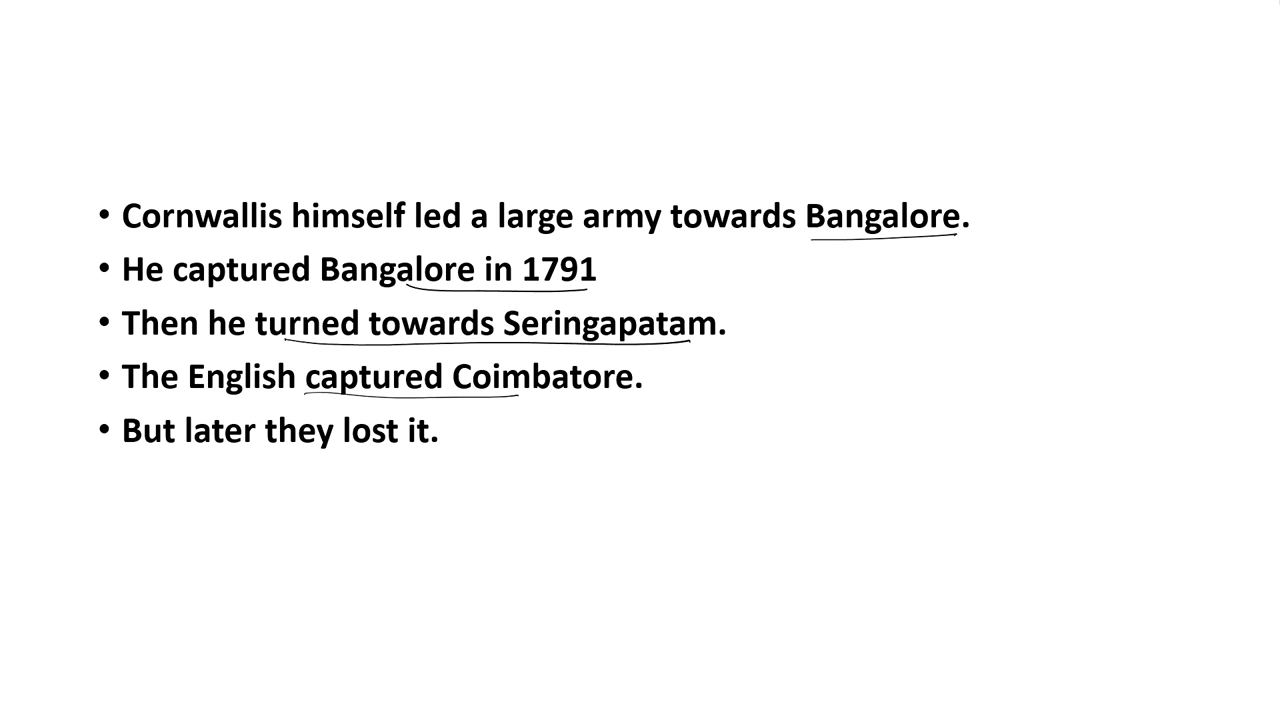 • Cornwallis himself led a large army towards Bangalore.
• He captured Bangalore in 1791
• Then he turned towards Seringapatam.
• The English captured Coimbatore.
• But later they lost it.